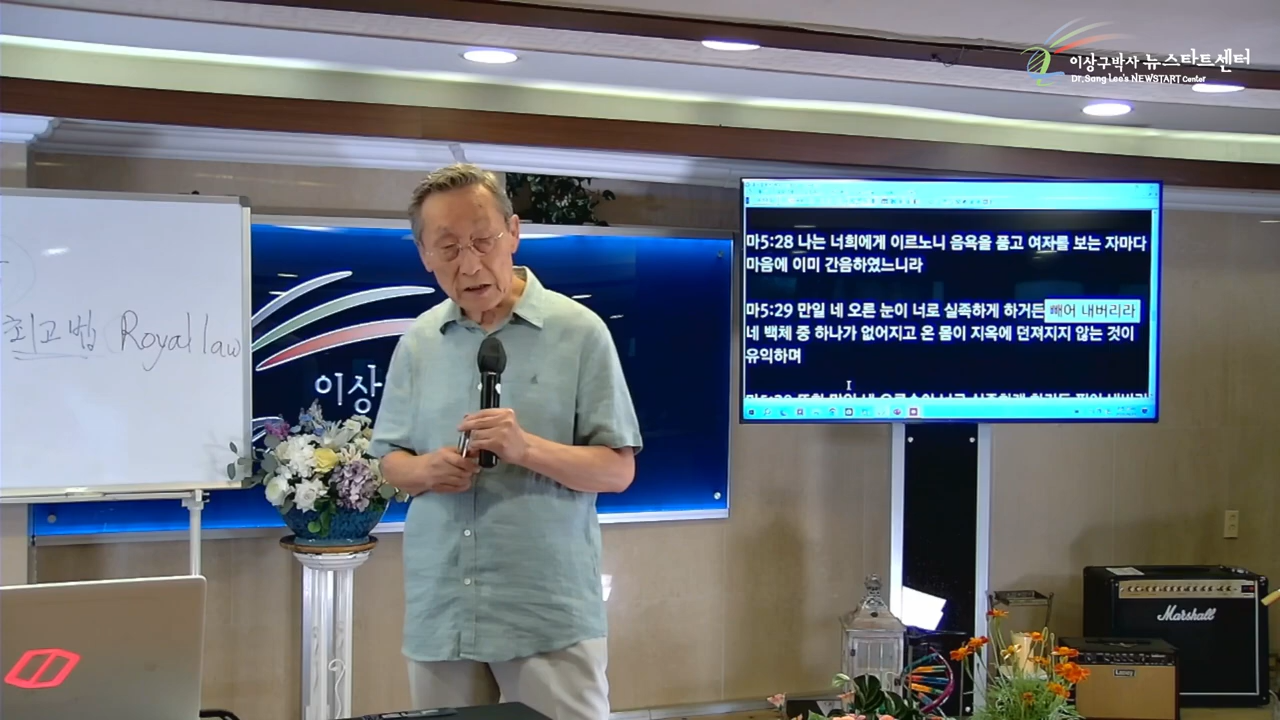 이상구박사 뉴스타트센터
Dr. Sang Lee's NEWSTART Center
최고법 Royal law
이상
마5:28 나는 너희에게 이르노니 음욕을 품고 여자를 보는 자마다
마음에 이미 간음하였느니라
마5:29 만일 네 오른 눈이 너로 실족하게 하거든 빼어 내버리라
네 백체 중 하나가 없어지고 온 몸이 지옥에 던져지지 않는 것이
유익하며
Marshall
Laney